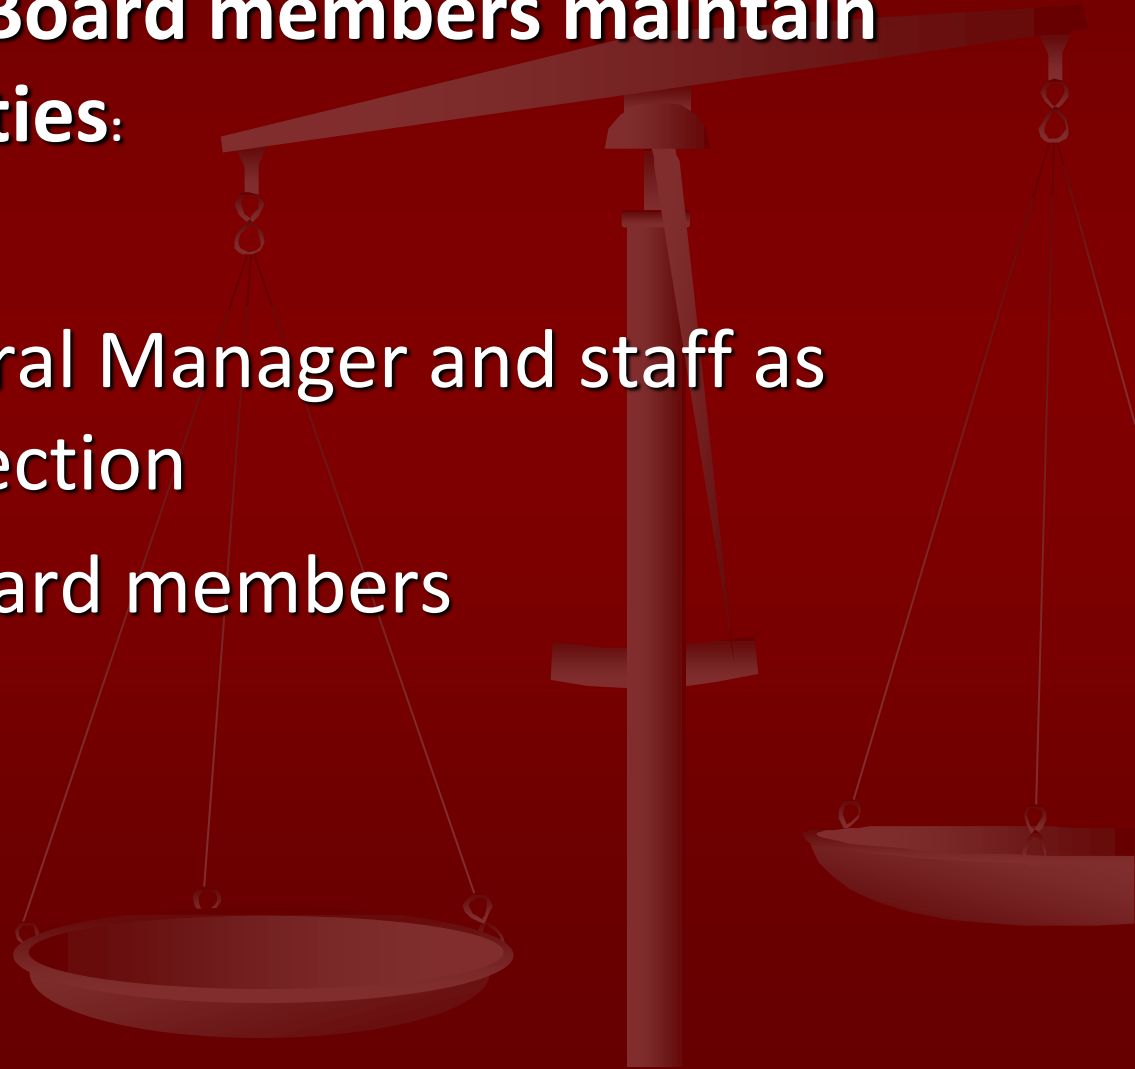 Board members maintain
ties:
ral Manager and staff as
ection
ard members